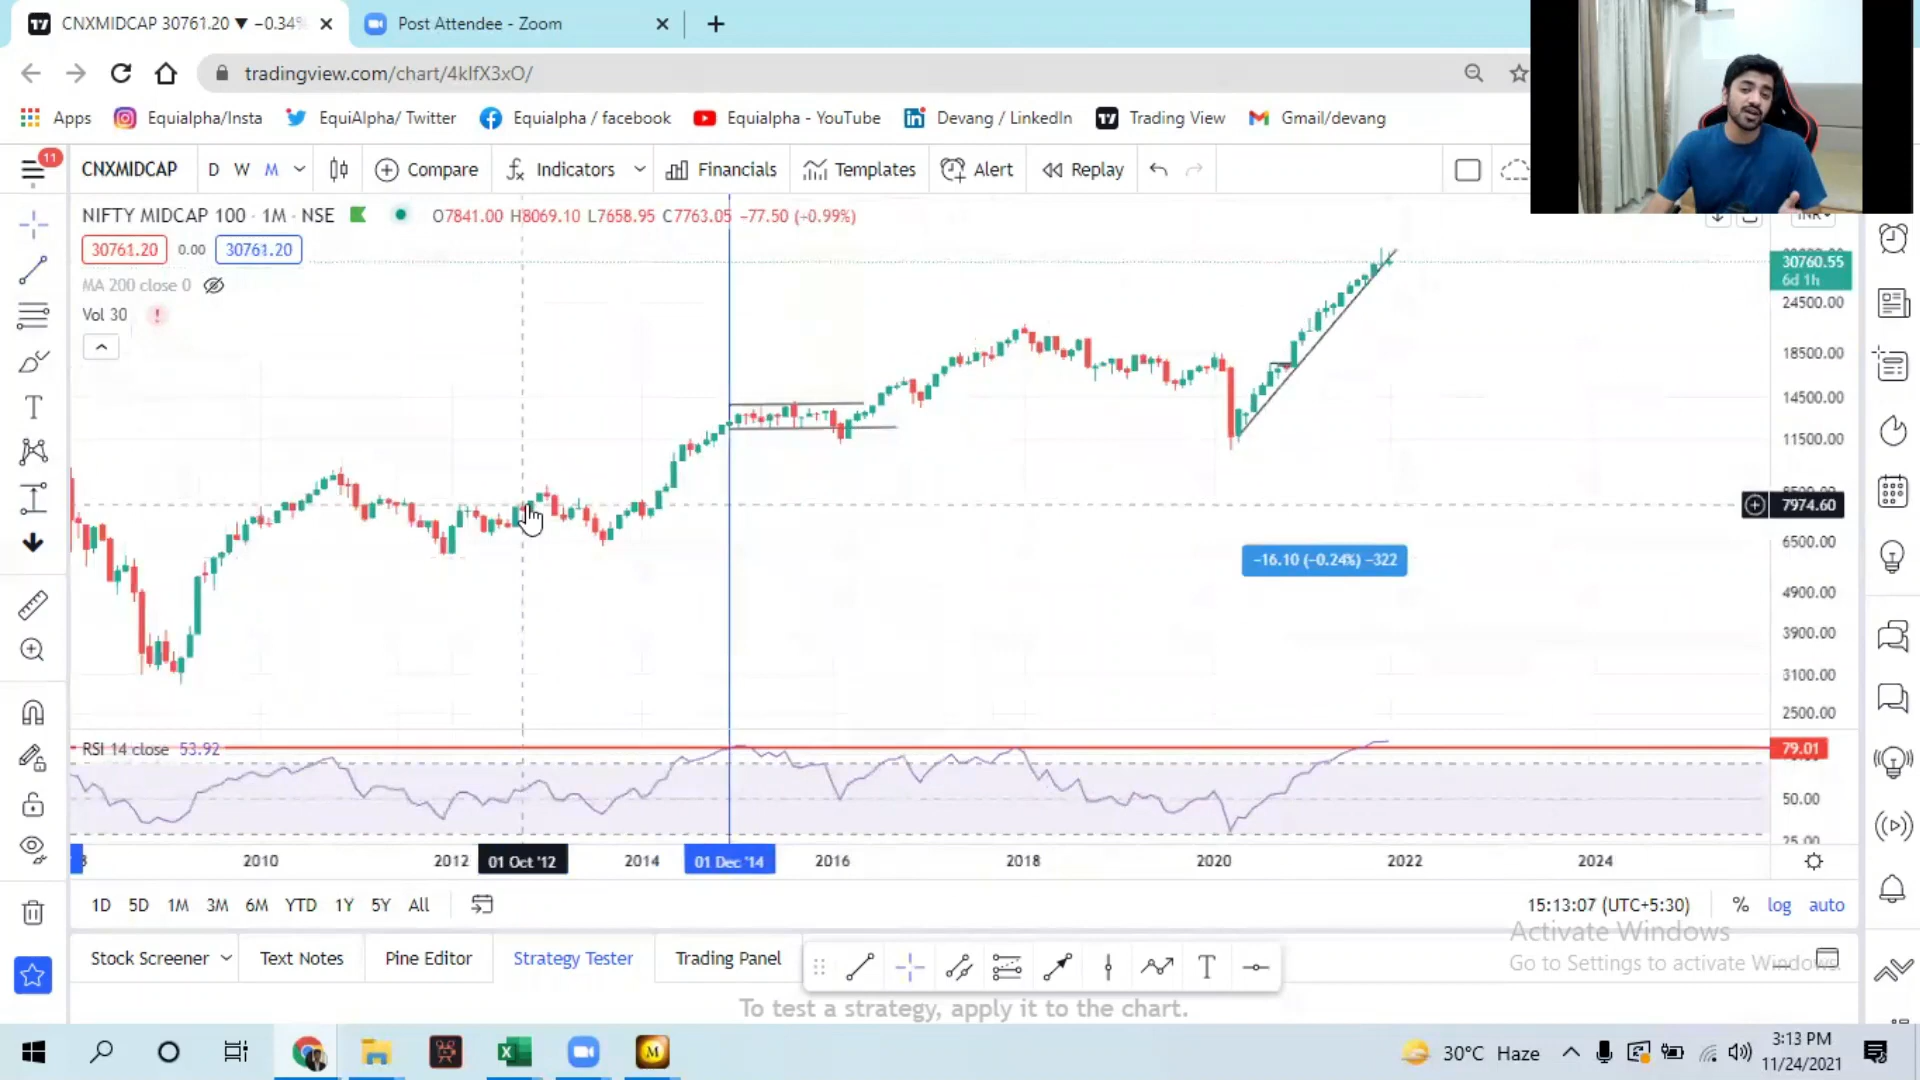 CNXMIDCAP 30761.20 ▼ −0.34%
Post Attendee - Zoom
tradingview.com/chart/4kIfX3xO/
Apps
Equialpha/Insta
EquiAlpha/ Twitter
Equialpha / facebook
Equialpha - YouTube
Devang / LinkedIn
Trading View
Gmail/devang
11
CNXMIDCAP
D W M
Compare
Indicators
Financials
Templates
Alert
Replay
NIFTY MIDCAP 100 · 1M · NSE
O7841.00 H8069.10 L7658.95 C7763.05 −77.50 (−0.99%)
30761.20 0.00 30761.20
MA 200 close 0
Vol 30
30760.55
6d 1h
24500.00
18500.00
14500.00
11500.00
7974.60
6500.00
4900.00
3900.00
3100.00
2500.00
−16.10 (−0.24%) −322
RSI 14 close 53.92
79.01
50.00
25.00
2010
2012
01 Oct '12
2014
01 Dec '14
2016
2018
2020
2022
2024
1D 5D 1M 3M 6M YTD 1Y 5Y All
15:13:07 (UTC+5:30)
% log auto
Activate Windows
Go to Settings to activate Windows.
Stock Screener
Text Notes
Pine Editor
Strategy Tester
Trading Panel
To test a strategy, apply it to the chart.
30°C Haze
3:13 PM
11/24/2021